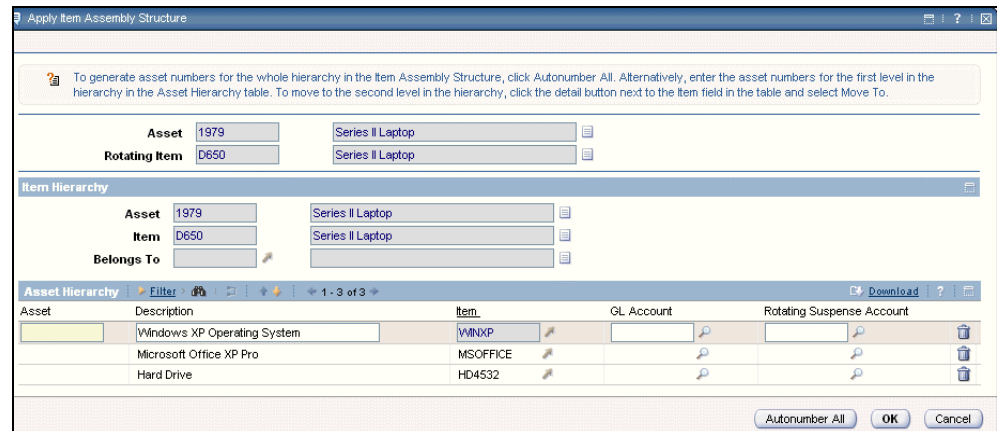 Apply Item Assembly Structure ?
To generate asset numbers for the whole hierarchy in the Item Assembly Structure, click Autonumber All. Alternatively, enter the asset numbers for the first level in the
hierarchy in the Asset Hierarchy table. To move to the second level in the hierarchy, click the detail button next to the Item field in the table and select Move To.
Asset 1979 Series II Laptop
Rotating Item D650 Series II Laptop
Item Hierarchy
Asset 1979 Series II Laptop
Item D650 Series II Laptop
Belongs To
Asset Hierarchy Filter 1 - 3 of 3 Download ?
Asset Description Item GL Account Rotating Suspense Account
Windows XP Operating System WINXP
Microsoft Office XP Pro MSOFFICE
Hard Drive HD4532
Autonumber All OK Cancel